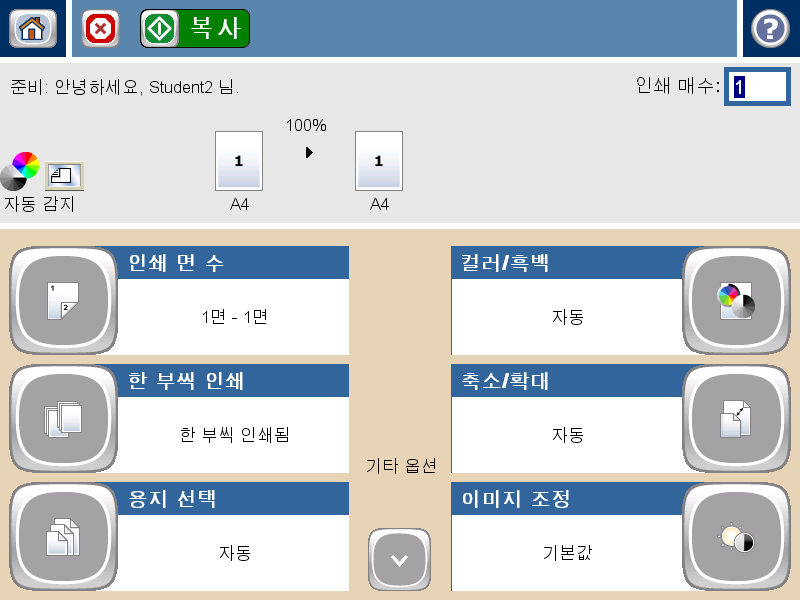 복사
준비: 안녕하세요, Student2 님.
인쇄 매수: 1
100%
1
1
자동 감지
A4
A4
인쇄 면 수
1
2
1면 - 1면
컬러/흑백
자동
한 부씩 인쇄
한 부씩 인쇄됨
축소/확대
자동
기타 옵션
용지 선택
자동
이미지 조정
기본값